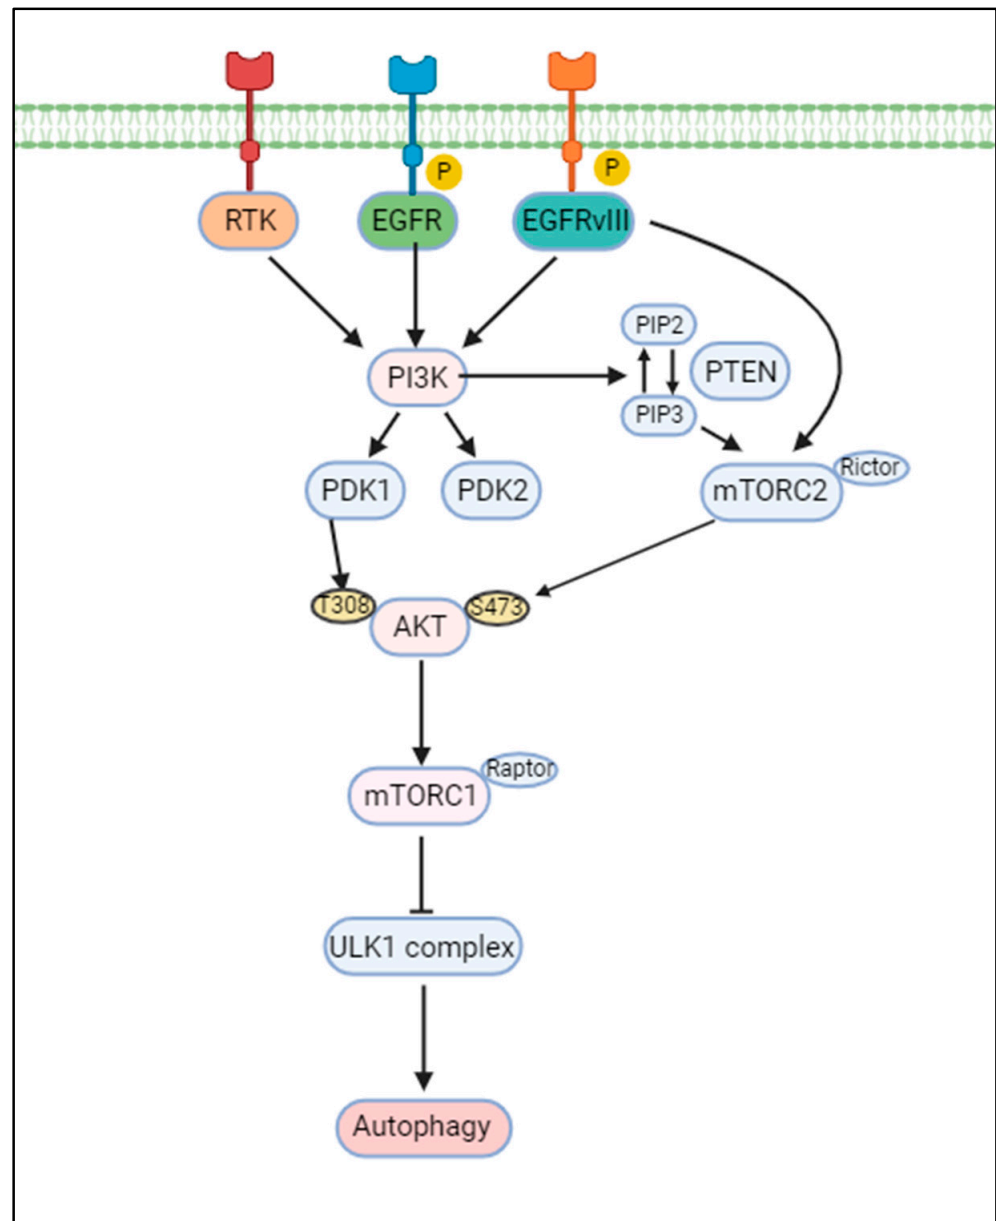 P
P
RTK
EGFR
EGFRvIII
PIP2
PI3K
PTEN
PIP3
Rictor
PDK1
PDK2
mTORC2
T308
S473
AKT
Raptor
mTORC1
ULK1 complex
Autophagy